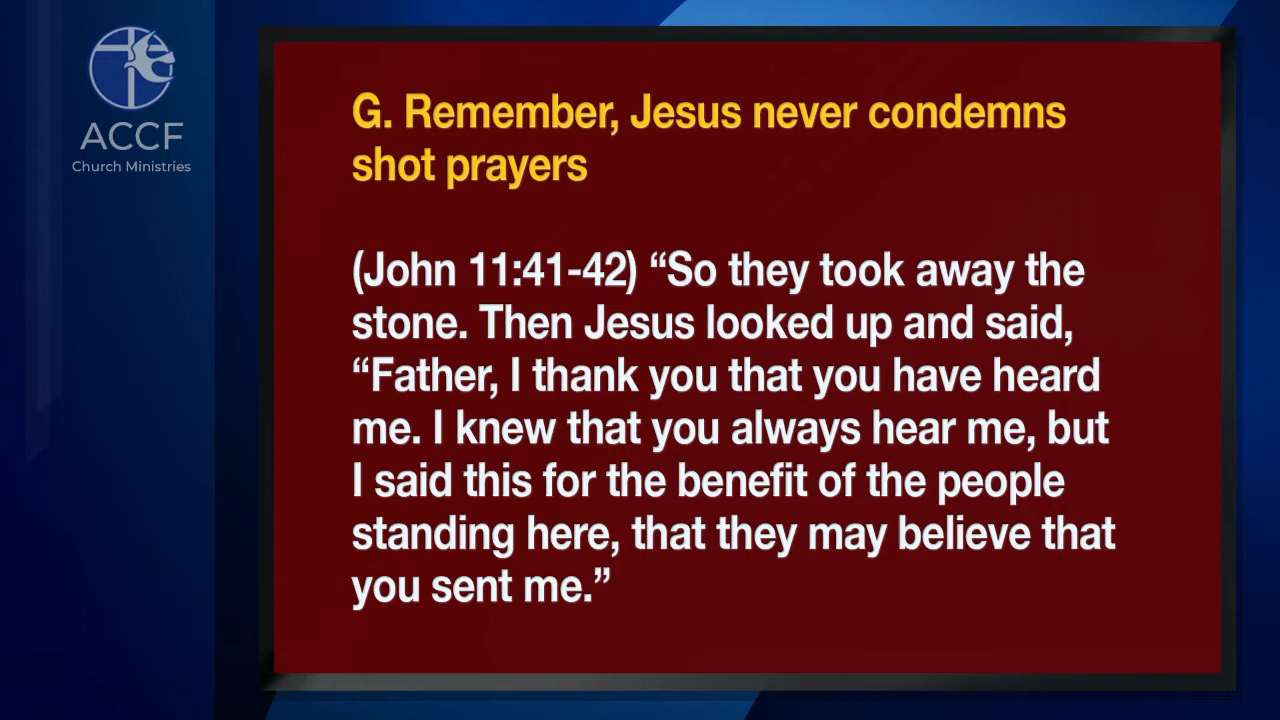 ACCF
Church Ministries
G. Remember, Jesus never condemns
shot prayers
(John 11:41-42) “So they took away the
stone. Then Jesus looked up and said,
“Father, I thank you that you have heard
me. I knew that you always hear me, but
I said this for the benefit of the people
standing here, that they may believe that
you sent me.”